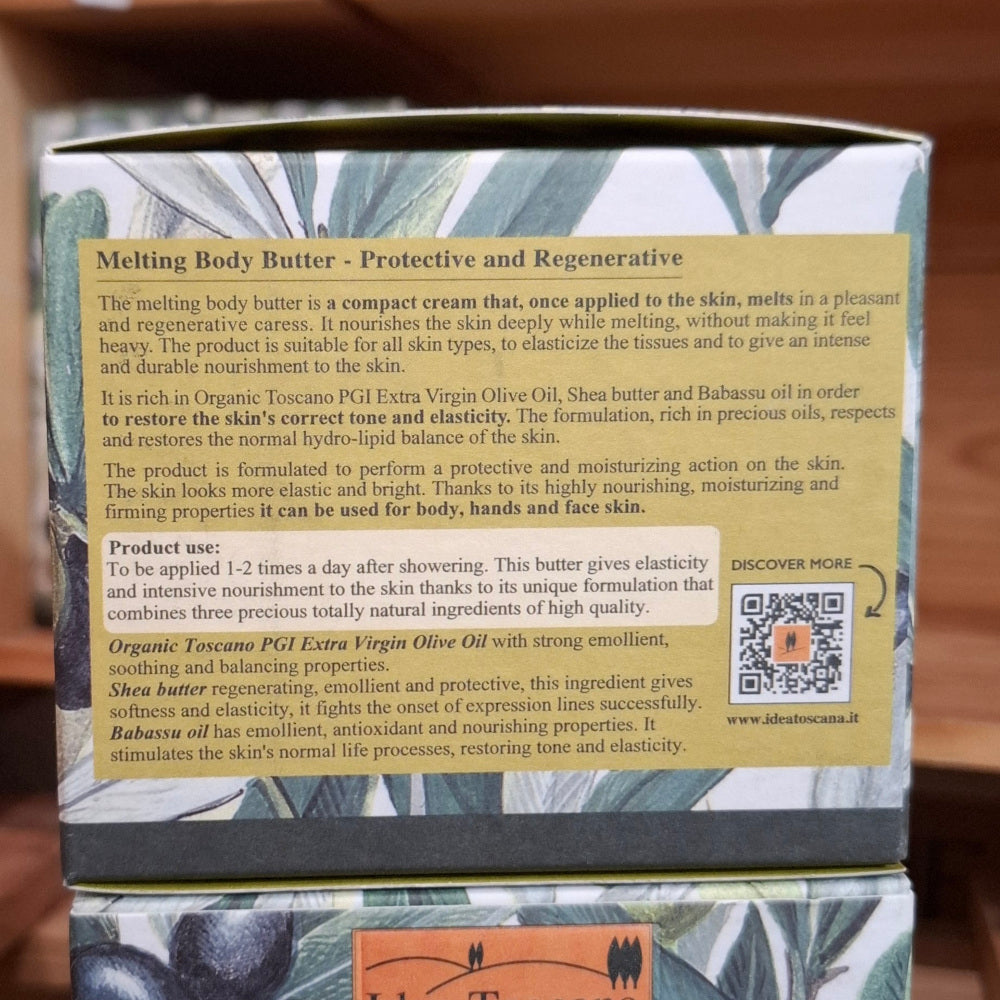 Melting Body Butter - Protective and Regenerative
The melting body butter is a compact cream that, once applied to the skin, melts in a pleasant
and regenerative caress. It nourishes the skin deeply while melting, without making it feel
heavy. The product is suitable for all skin types, to elasticize the tissues and to give an intense
and durable nourishment to the skin.
It is rich in Organic Toscano PGI Extra Virgin Olive Oil, Shea butter and Babassu oil in order
to restore the skin's correct tone and elasticity. The formulation, rich in precious oils, respects
and restores the normal hydro-lipid balance of the skin.
The product is formulated to perform a protective and moisturizing action on the skin.
The skin looks more elastic and bright. Thanks to its highly nourishing, moisturizing and
firming properties it can be used for body, hands and face skin.
Product use:
To be applied 1-2 times a day after showering. This butter gives elasticity
and intensive nourishment to the skin thanks to its unique formulation that
combines three precious totally natural ingredients of high quality.
Organic Toscano PGI Extra Virgin Olive Oil with strong emollient,
soothing and balancing properties.
Shea butter regenerating, emollient and protective, this ingredient gives
softness and elasticity, it fights the onset of expression lines successfully.
Babassu oil has emollient, antioxidant and nourishing properties. It
stimulates the skin's normal life processes, restoring tone and elasticity.
DISCOVER MORE
www.ideatoscana.it